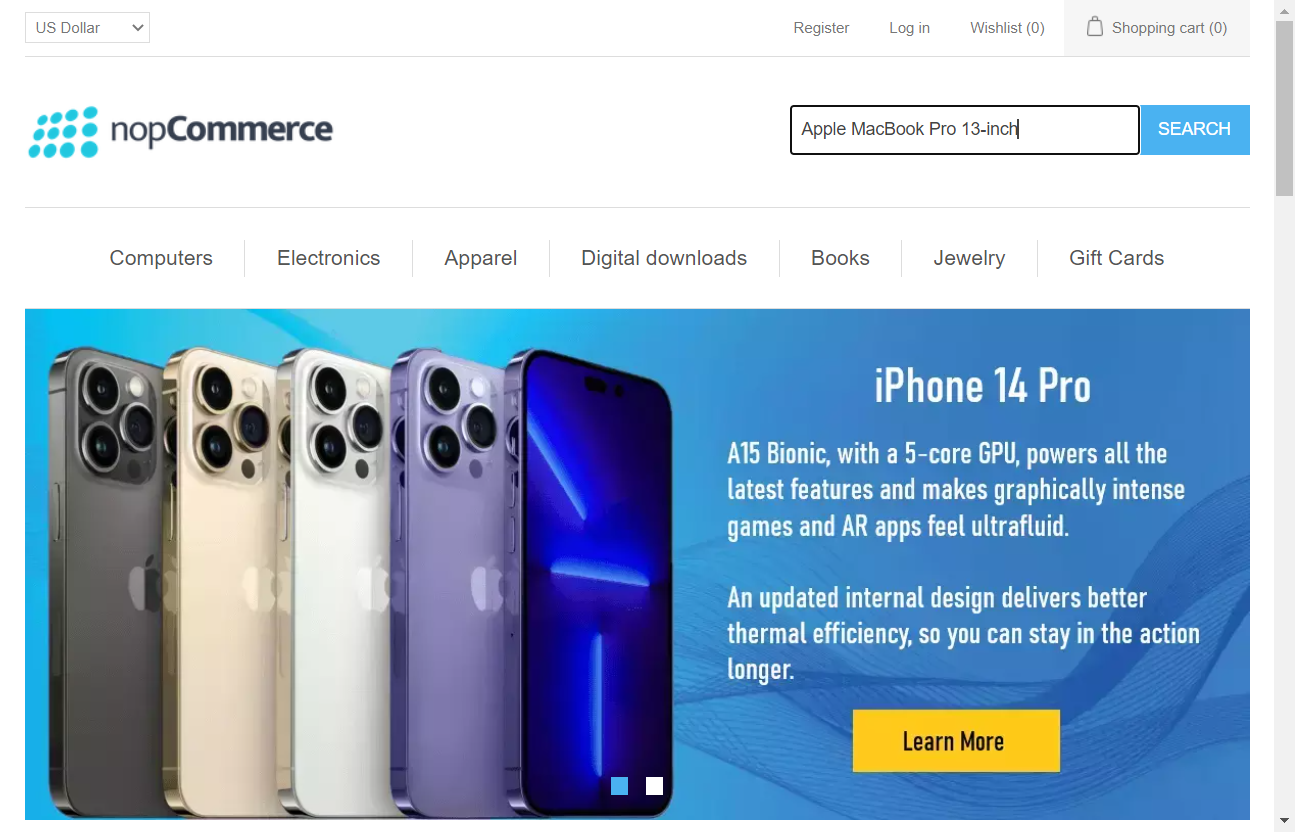 US Dollar
Register
Log in
Wishlist (0)
Shopping cart (0)
nopCommerce
Apple MacBook Pro 13-inch
SEARCH
Computers
Electronics
Apparel
Digital downloads
Books
Jewelry
Gift Cards
iPhone 14 Pro
A15 Bionic, with a 5-core GPU, powers all the
latest features and makes graphically intense
games and AR apps feel ultrafluid.
An updated internal design delivers better
thermal efficiency, so you can stay in the action
longer.
Learn More